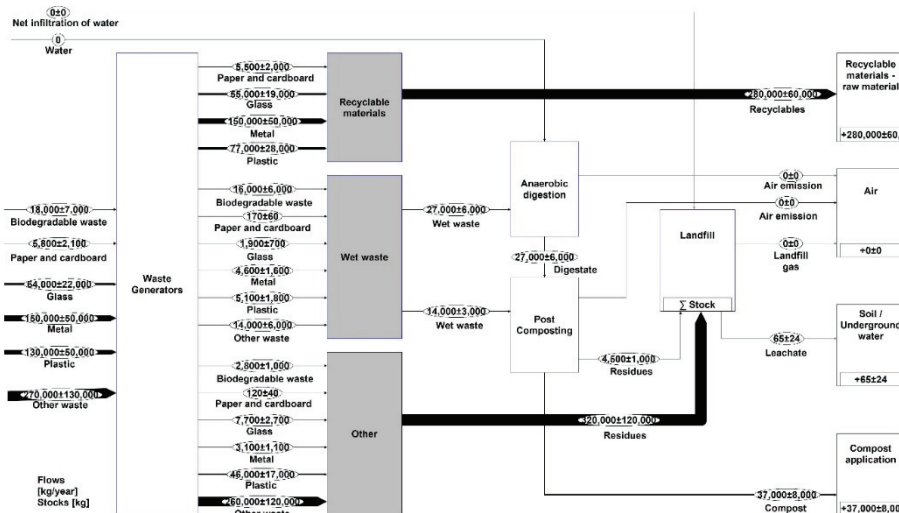 0±0
Net infiltration of water
0
Water
18,000±7,000
Biodegradable waste
5,800±2,100
Paper and cardboard
64,000±22,000
Glass
150,000±50,000
Metal
130,000±50,000
Plastic
270,000±130,000
Other waste
Flows
[kg/year]
Stocks [kg]
Waste
Generators
5,500±2,000
Paper and cardboard
55,000±19,000
Glass
150,000±50,000
Metal
77,000±28,000
Plastic
16,000±6,000
Biodegradable waste
170±60
Paper and cardboard
1,900±700
Glass
4,600±1,600
Metal
5,100±1,800
Plastic
14,000±6,000
Other waste
2,800±1,000
Biodegradable waste
120±40
Paper and cardboard
7,700±2,700
Glass
3,100±1,100
Metal
46,000±17,000
Plastic
260,000±120,000
Other waste
Recyclable
materials
Wet waste
Other
27,000±6,000
Wet waste
14,000±3,000
Wet waste
Anaerobic
digestion
27,000±6,000
Digestate
Post
Composting
4,500±1,000
Residues
320,000±120,000
Residues
Landfill
∑ Stock
280,000±60,000
Recyclables
0±0
Air emission
0±0
Air emission
0±0
Landfill
gas
65±24
Leachate
37,000±8,000
Compost
Recyclable
materials -
raw material
+280,000±60,
Air
+0±0
Soil /
Underground
water
+65±24
Compost
application
+37,000±8,00